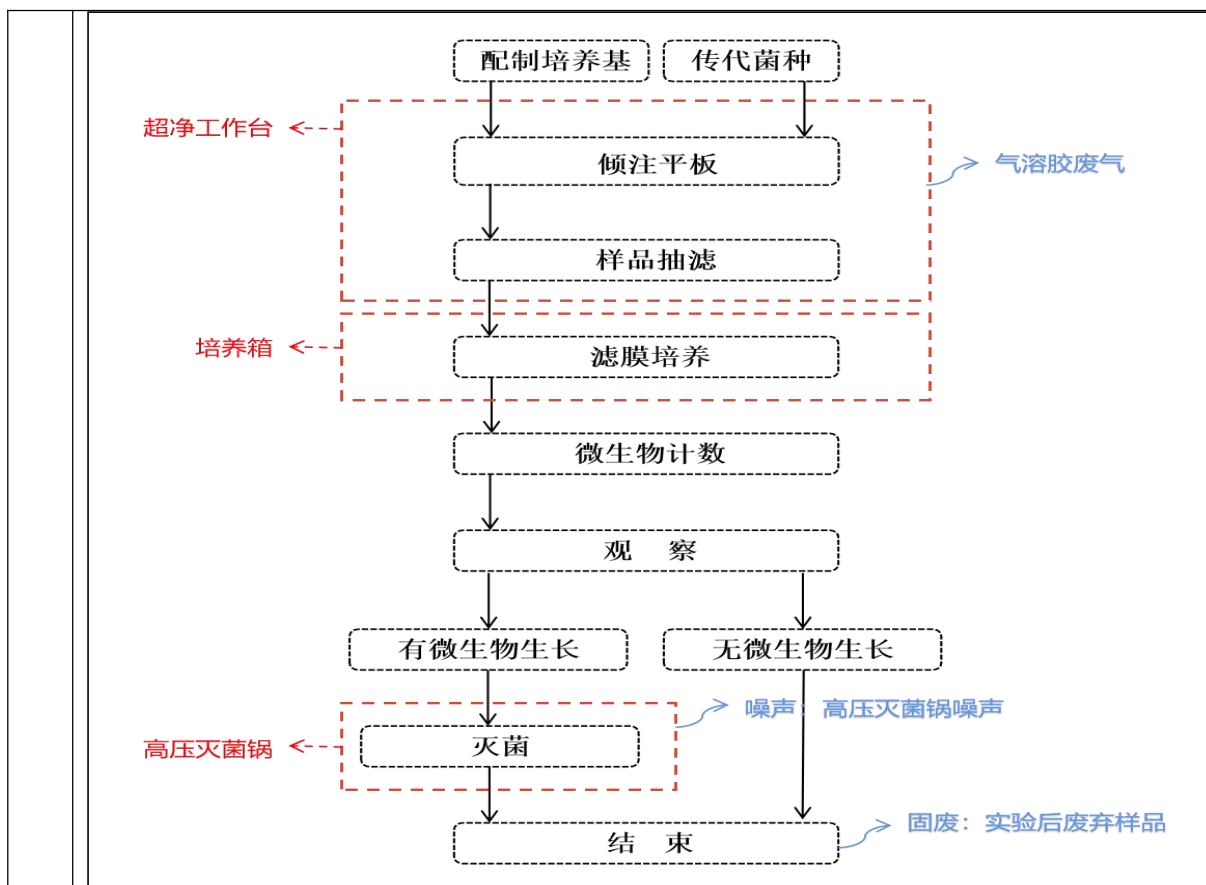 配制培养基
传代菌种
超净工作台
倾注平板
气溶胶废气
样品抽滤
培养箱
滤膜培养
微生物计数
观 察
有微生物生长
无微生物生长
噪声：高压灭菌锅噪声
高压灭菌锅
灭菌
固废：实验后废弃样品
结 束